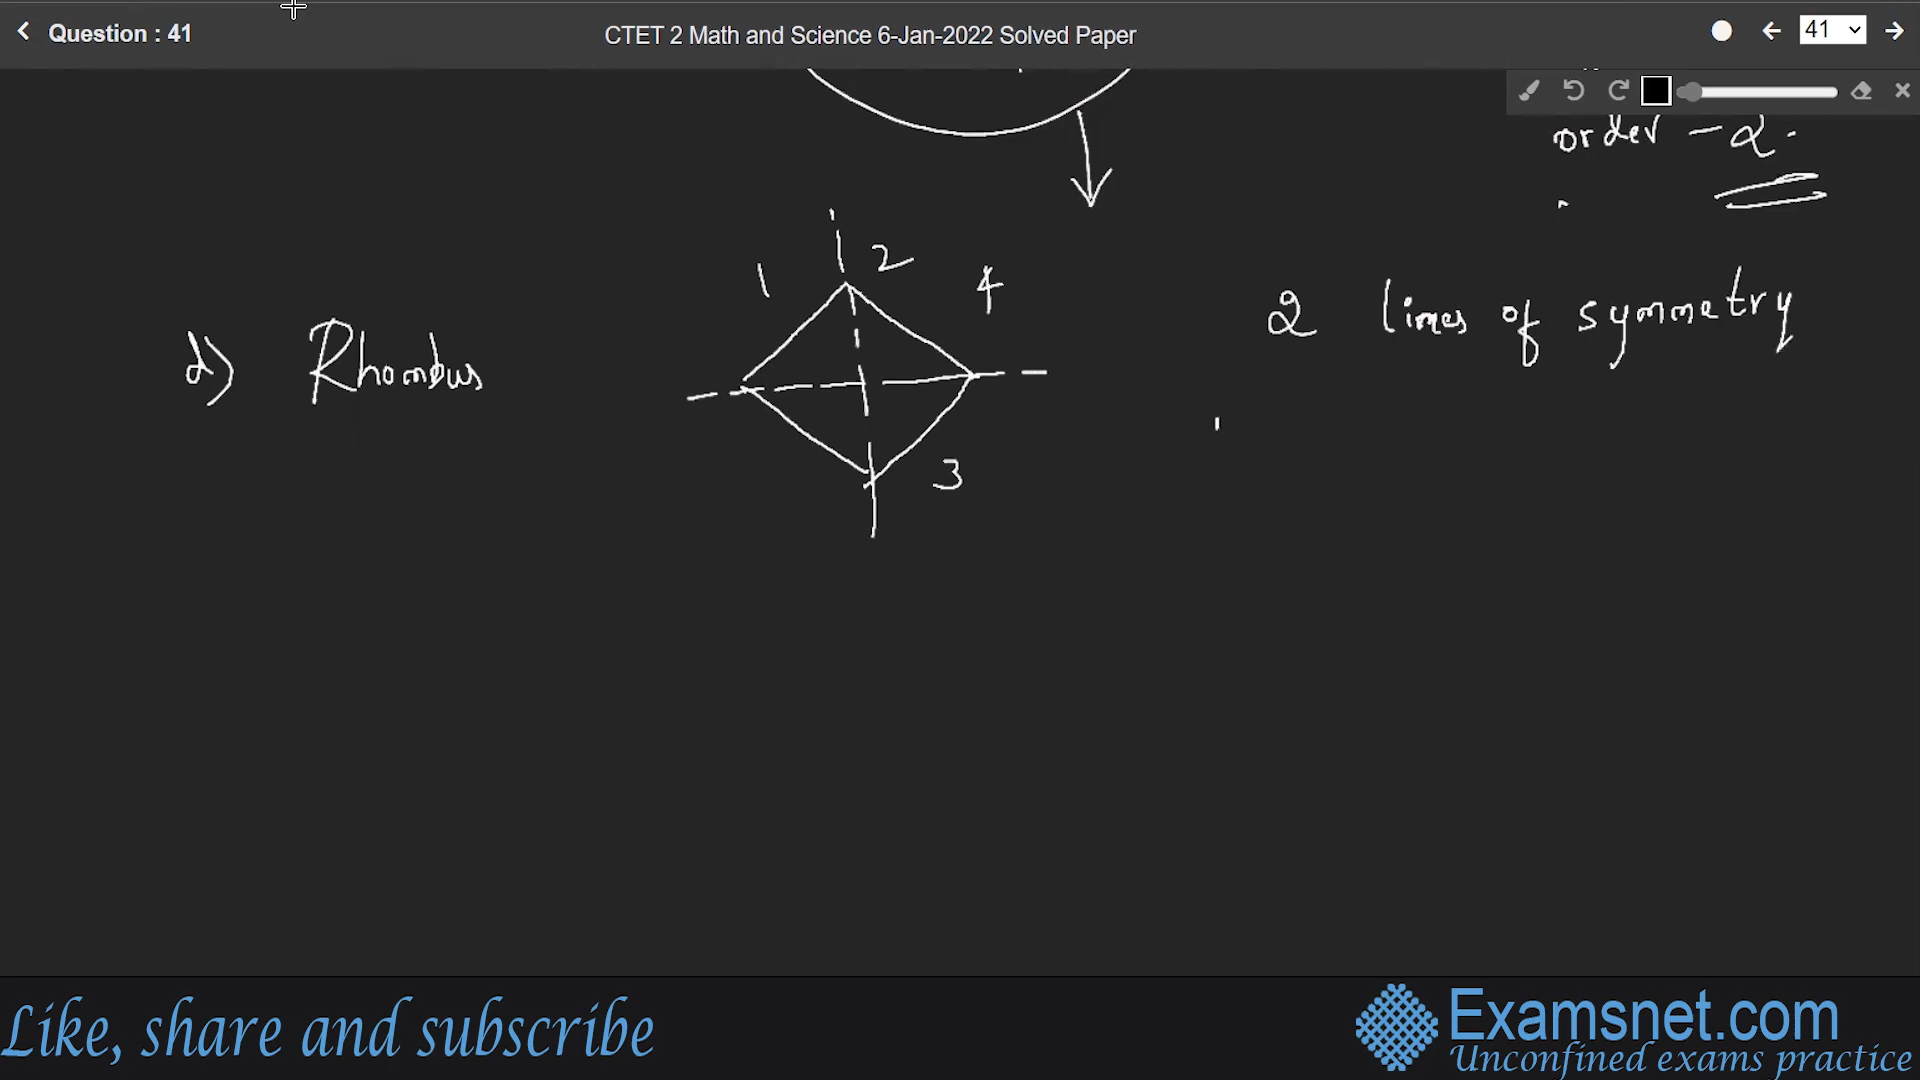 Question : 41
CTET 2 Math and Science 6-Jan-2022 Solved Paper
41
order - 2.
1
2
4
2 lines of symmetry
d) Rhombus
3
Like, share and subscribe
Examsnet.com
Unconfined exams practice